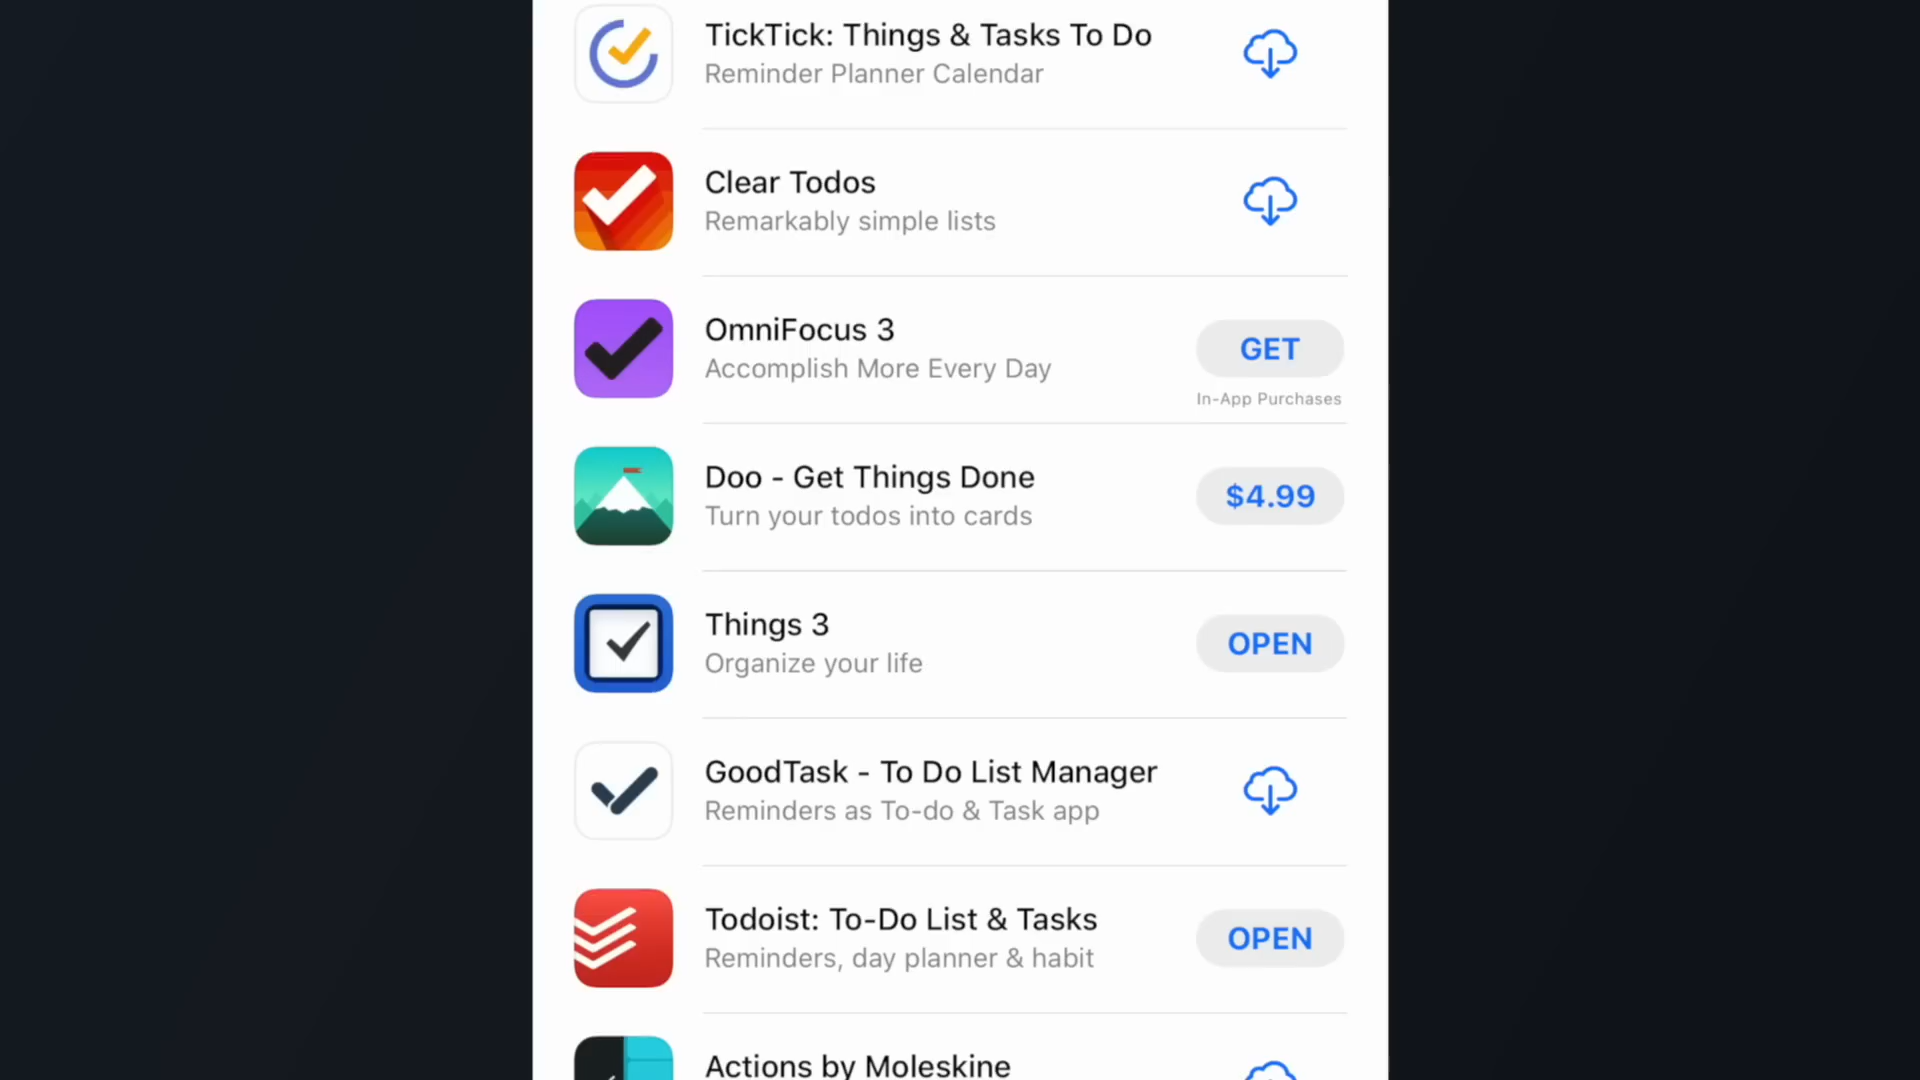 TickTick: Things & Tasks To Do
Reminder Planner Calendar
Clear Todos
Remarkably simple lists
OmniFocus 3
Accomplish More Every Day
GET
In-App Purchases
Doo - Get Things Done
Turn your todos into cards
$4.99
Things 3
Organize your life
OPEN
GoodTask - To Do List Manager
Reminders as To-do & Task app
Todoist: To-Do List & Tasks
Reminders, day planner & habit
OPEN
Actions by Moleskine